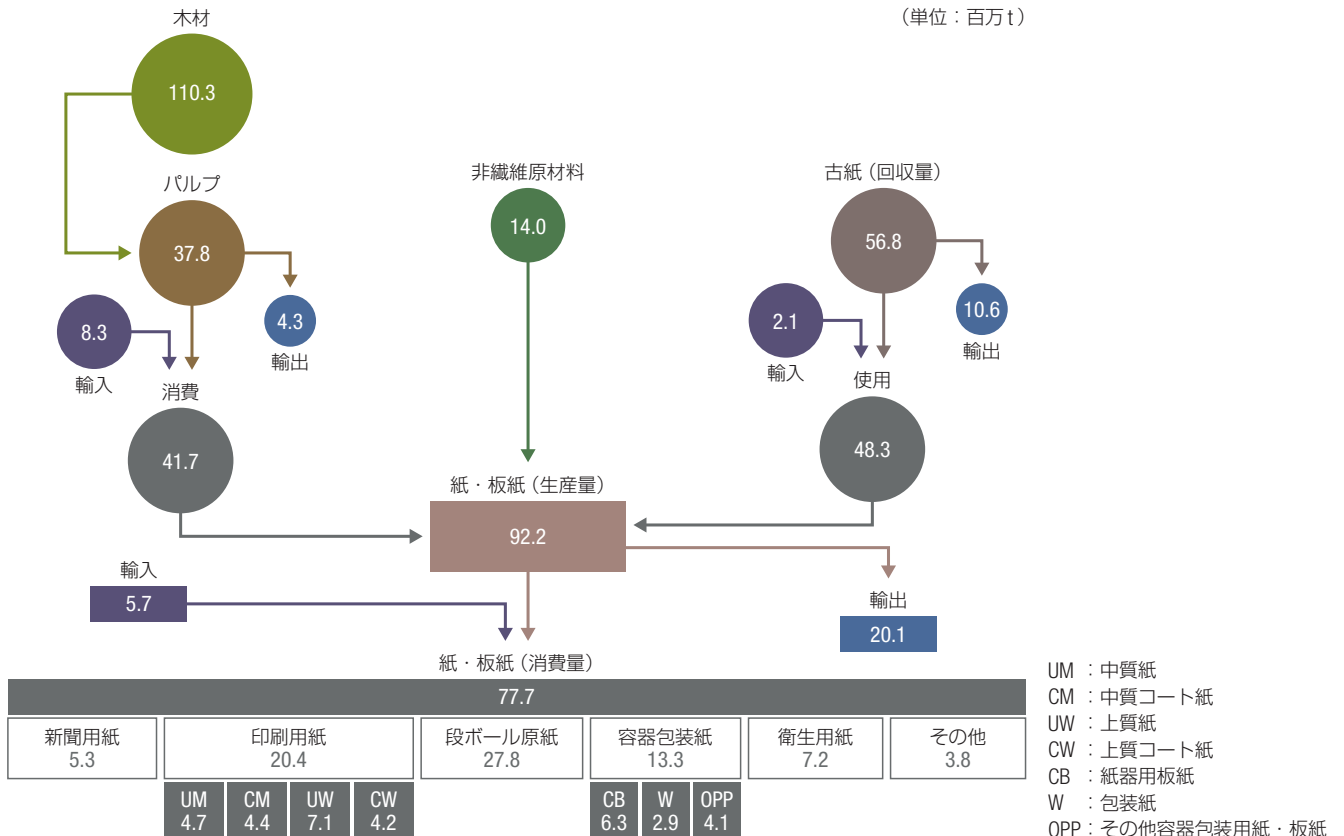 木材
（単位：百万t）
110.3
パルプ
非繊維原材料
古紙（回収量）
37.8
14.0
56.8
8.3
4.3
2.1
10.6
輸入
輸出
輸入
輸出
消費
使用
41.7
48.3
紙・板紙（生産量）
92.2
輸入
5.7
輸出
20.1
紙・板紙（消費量）
77.7
新聞用紙
5.3
印刷用紙
20.4
段ボール原紙
27.8
容器包装紙
13.3
衛生用紙
7.2
その他
3.8
UM
4.7
CM
4.4
UW
7.1
CW
4.2
CB
6.3
W
2.9
OPP
4.1
UM：中質紙
CM：中質コート紙
UW：上質紙
CW：上質コート紙
CB：紙器用板紙
W：包装紙
OPP：その他容器包装用紙・板紙